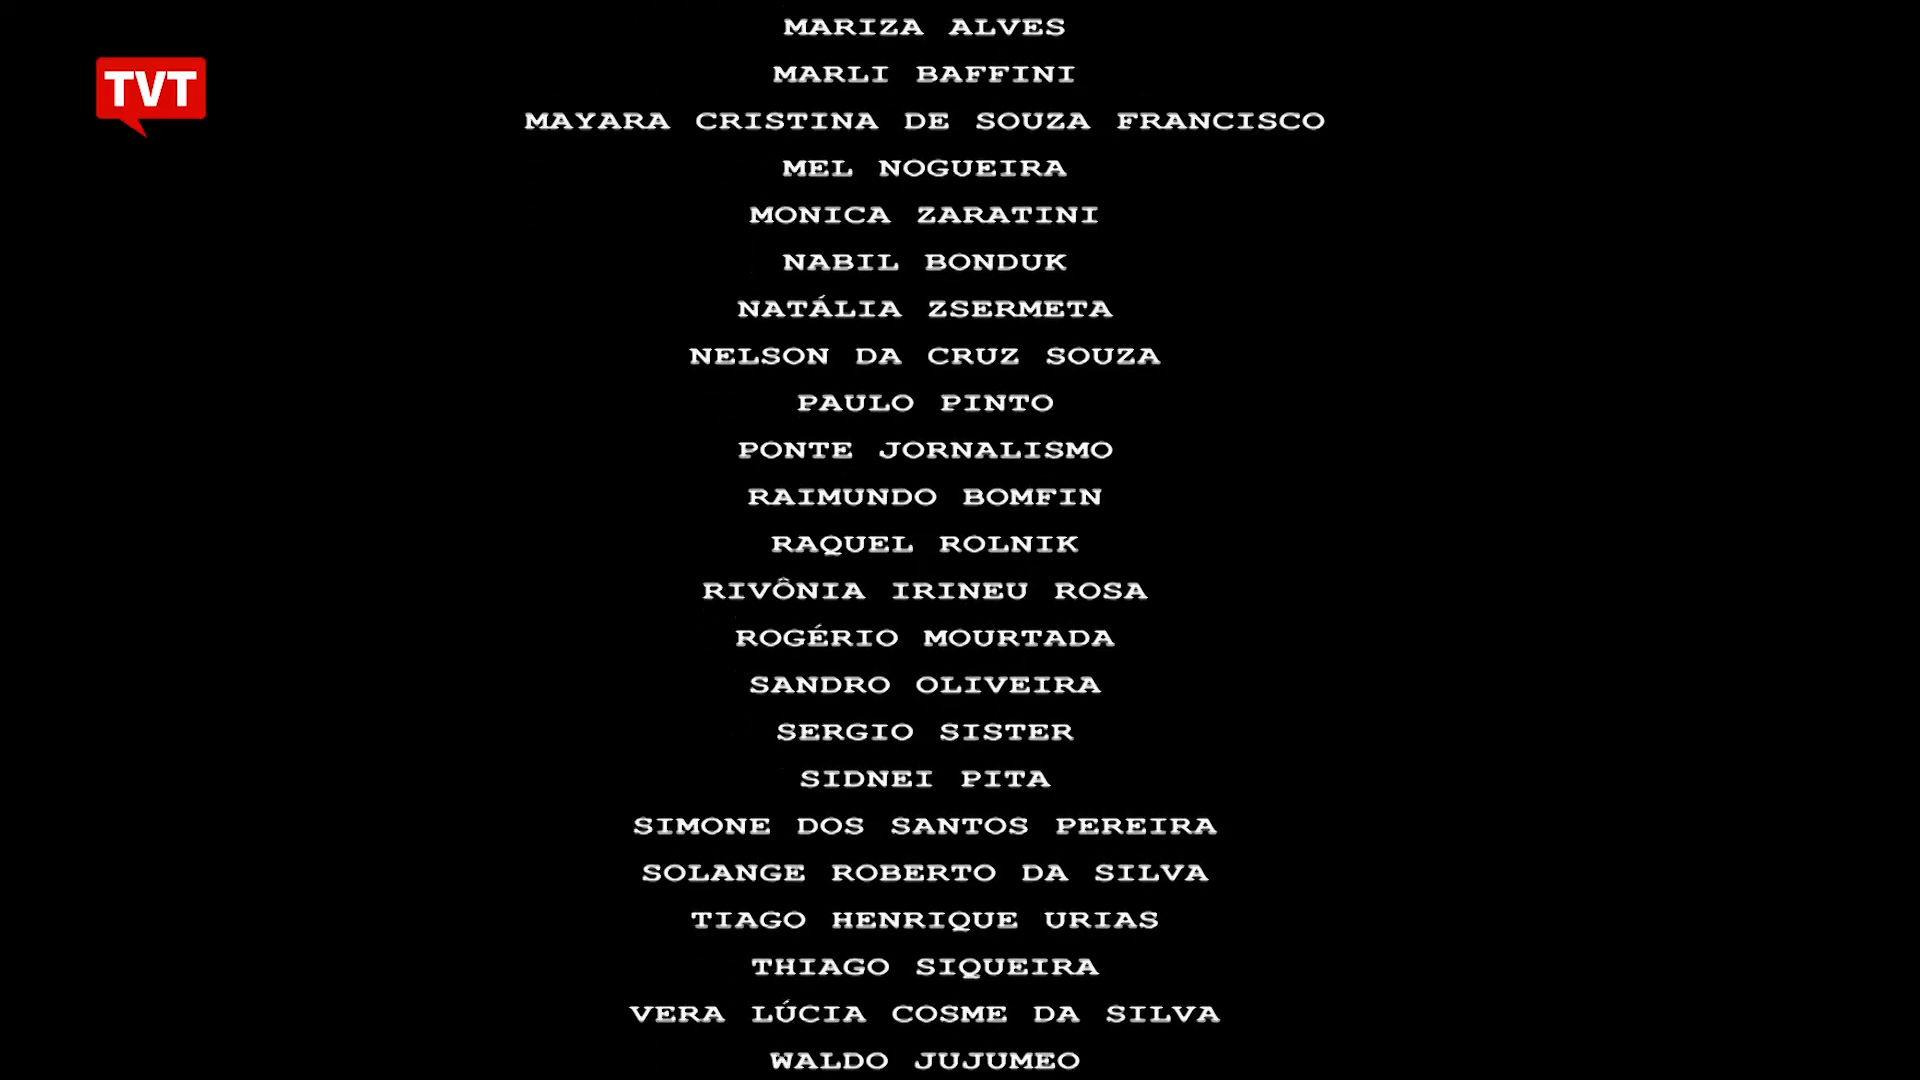 TVT
MARIZA ALVES
MARLI BAFFINI
MAYARA CRISTINA DE SOUZA FRANCISCO
MEL NOGUEIRA
MONICA ZARATINI
NABIL BONDUK
NATÁLIA ZSERMETA
NELSON DA CRUZ SOUZA
PAULO PINTO
PONTE JORNALISMO
RAIMUNDO BOMFIN
RAQUEL ROLNIK
RIVÔNIA IRINEU ROSA
ROGÉRIO MOURTADA
SANDRO OLIVEIRA
SERGIO SISTER
SIDNEI PITA
SIMONE DOS SANTOS PEREIRA
SOLANGE ROBERTO DA SILVA
TIAGO HENRIQUE URIAS
THIAGO SIQUEIRA
VERA LÚCIA COSME DA SILVA
WALDO JUJUMEO